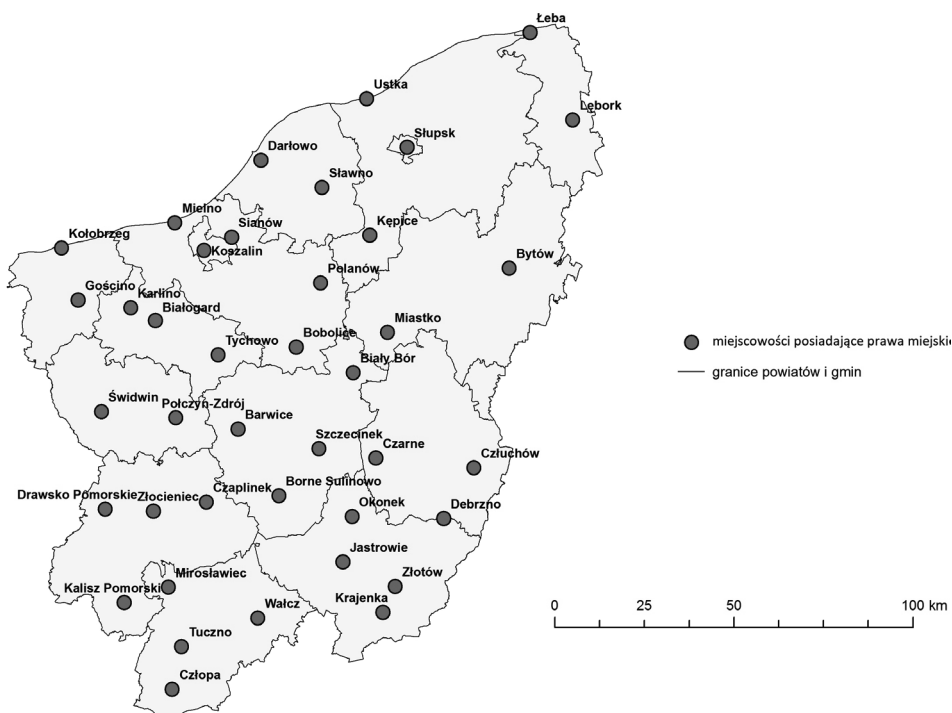 Łeba
Ustka
Lębork
Słupsk
Darłowo
Sławno
Mielno
Sianów
Kępice
Kołobrzeg
Koszalin
Bytów
Polanów
Gościno
Karlino
Białogard
Miastko
Bobolice
Tychowo
Biały Bór
miejscowości posiadające prawa miejskie
granice powiatów i gmin
Świdwin
Połczyn-Zdrój
Barwice
Szczecinek
Czarne
Człuchów
Drawsko Pomorskie
Złocieniec
Czaplinek
Borne Sulinowo
Okonek
Debrzno
Jastrowie
Mirosławiec
Złotów
Kalisz Pomorski
Krajenka
Wałcz
0 25 50 100 km
Tuczno
Człopa